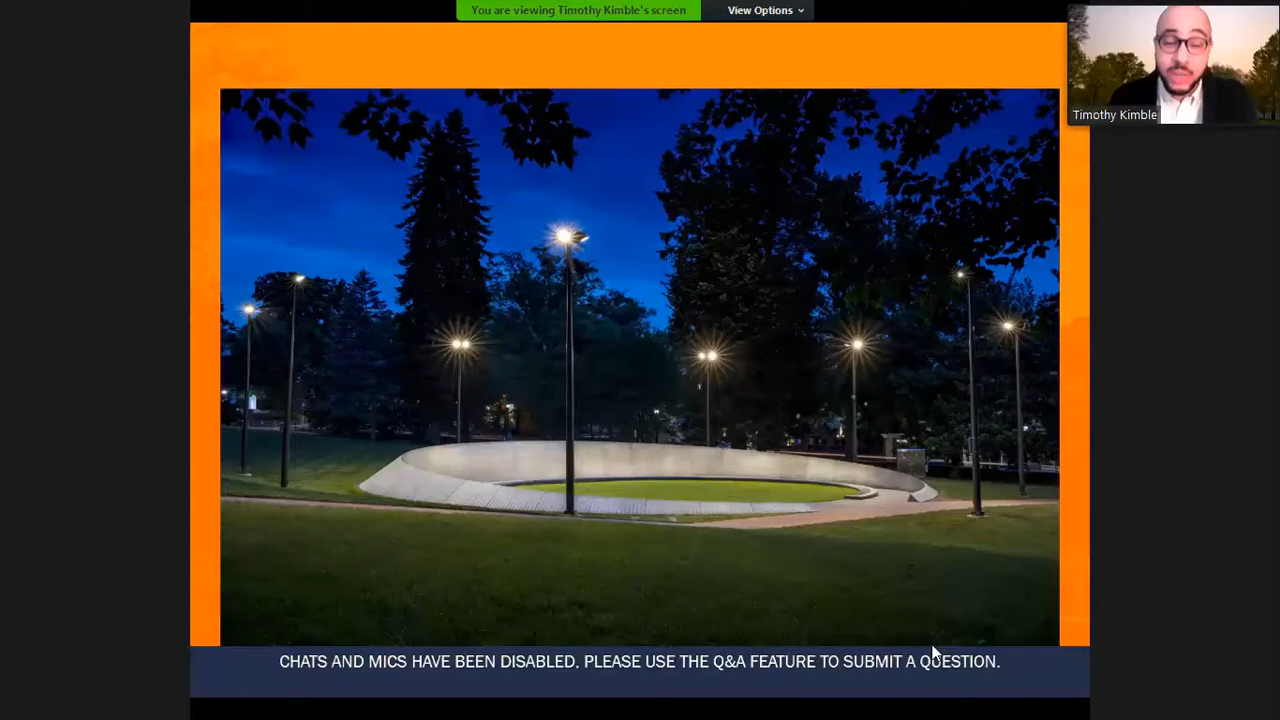 You are viewing Timothy Kimble's screen
View Options
Timothy Kimble
CHATS AND MICS HAVE BEEN DISABLED, PLEASE USE THE Q&A FEATURE TO SUBMIT A QUESTION.